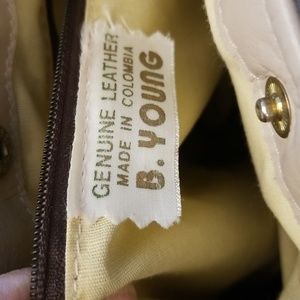 GENUINE LEATHER
MADE IN COLOMBIA
B. YOUNG